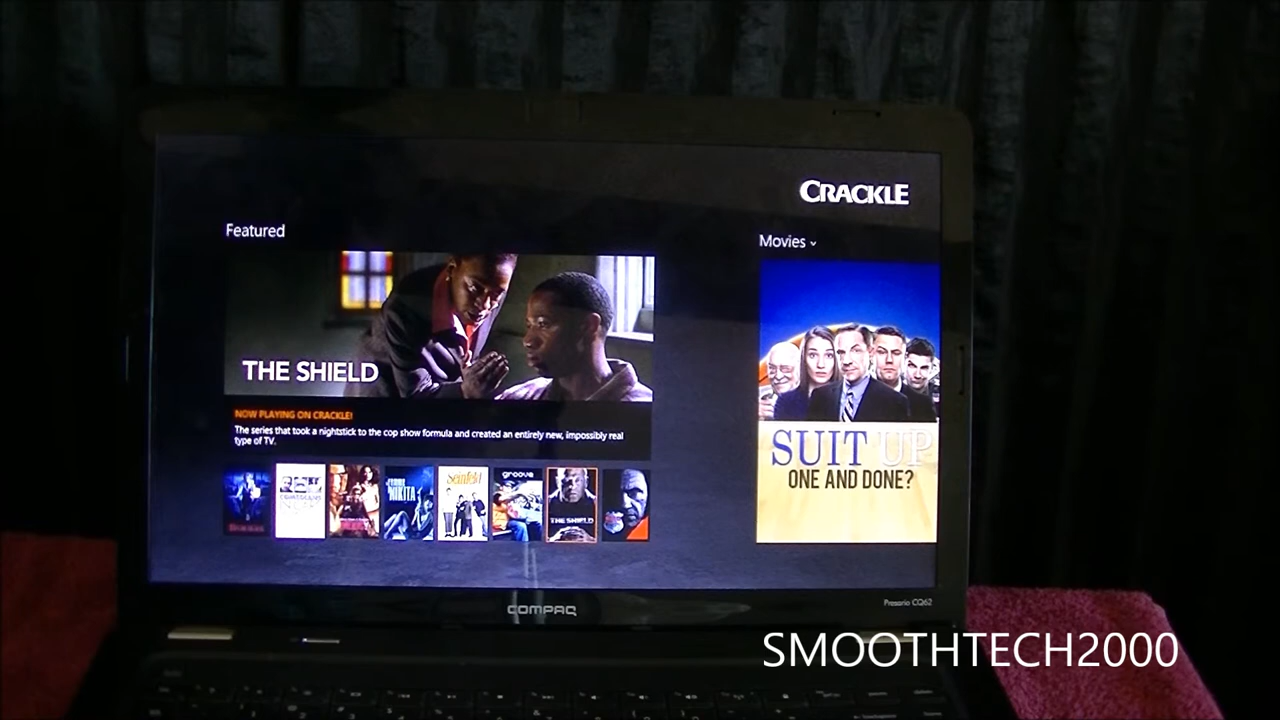 CRACKLE
Featured
Movies
THE SHIELD
NOW PLAYING ON CRACKLE!
The series that took a nightstick to the cop show formula and created an entirely new, impossibly real
type of TV.
NIKITA
Seinfeld
groove
THE SHIELD
SUIT UP
ONE AND DONE?
COMPAQ
Presario CQ62
SMOOTHTECH2000